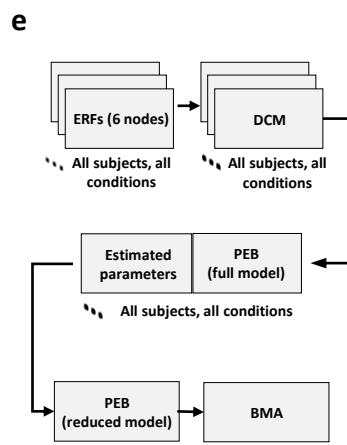 e
ERFs (6 nodes)
DCM
All subjects, all
conditions
All subjects, all
conditions
Estimated
parameters
PEB
(full model)
All subjects, all conditions
PEB
(reduced model)
BMA